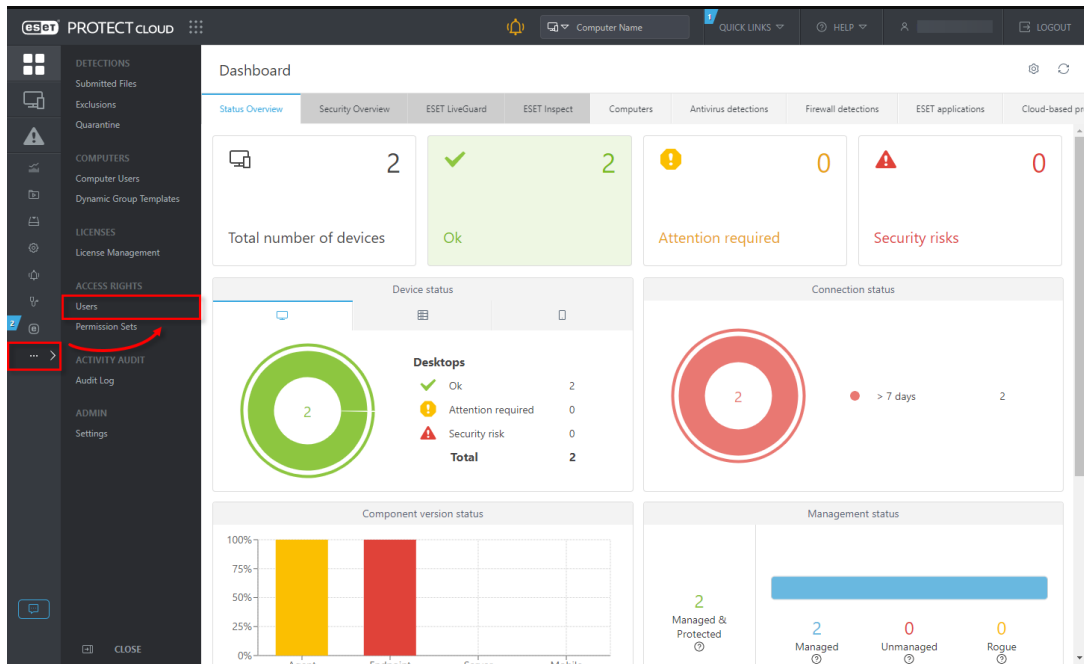 eset PROTECT CLOUD
Computer Name
1
QUICK LINKS
HELP
LOGOUT
DETECTIONS
Submitted Files
Exclusions
Quarantine
COMPUTERS
Computer Users
Dynamic Group Templates
LICENSES
License Management
ACCESS RIGHTS
Users
Permission Sets
2
ACTIVITY AUDIT
Audit Log
ADMIN
Settings
CLOSE
Dashboard
Status Overview
Security Overview
ESET LiveGuard
ESET Inspect
Computers
Antivirus detections
Firewall detections
ESET applications
Cloud-based pr
2
Total number of devices
2
Ok
0
Attention required
0
Security risks
Device status
2
Desktops
Ok 2
Attention required 0
Security risk 0
Total 2
Connection status
2
> 7 days 2
Component version status
100%
75%
50%
25%
0%
Agent Endpoint Server Mobile
Management status
2
Managed &
Protected
2
Managed
0
Unmanaged
0
Rogue